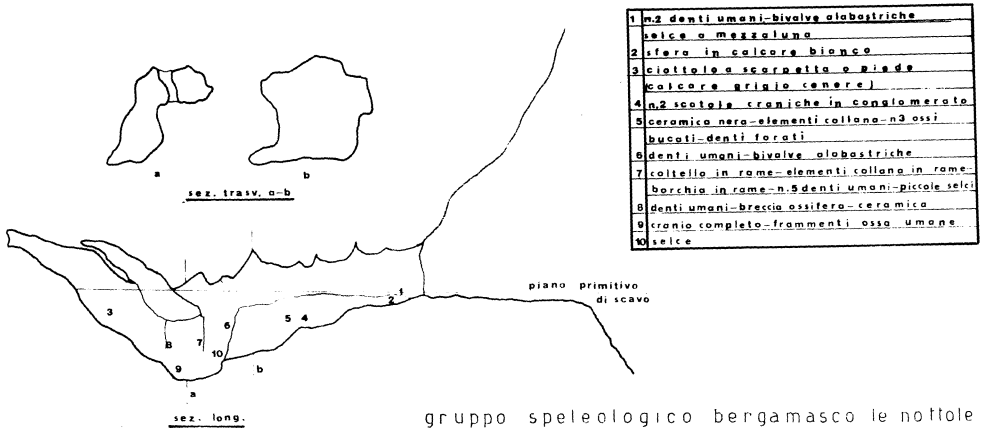 1 n.2 denti umani-bivalve alabastriche
selce a mezzaluna
2 sfera in calcare bianco
3 ciottolo a scarpetta o piede
(calcare grigio cenere)
4 n.2 scatole craniche in conglomerato
5 ceramica nera-elementi collana-n3 ossi
bucati-denti forati
6 denti umani-bivalve alabastriche
7 coltello in rame-elementi collana in rame-
borchia in rame-n.5 denti umani-piccole selci
8 denti umani-breccia ossifera-ceramica
9 cranio completo-frammenti ossa umane
10 selce
a
b
sez. trasv. a-b
piano primitivo
di scavo
1
2
3
5 4
6
7
8
10
9
b
a
sez. long.
gruppo speleologico bergamasco le nottole